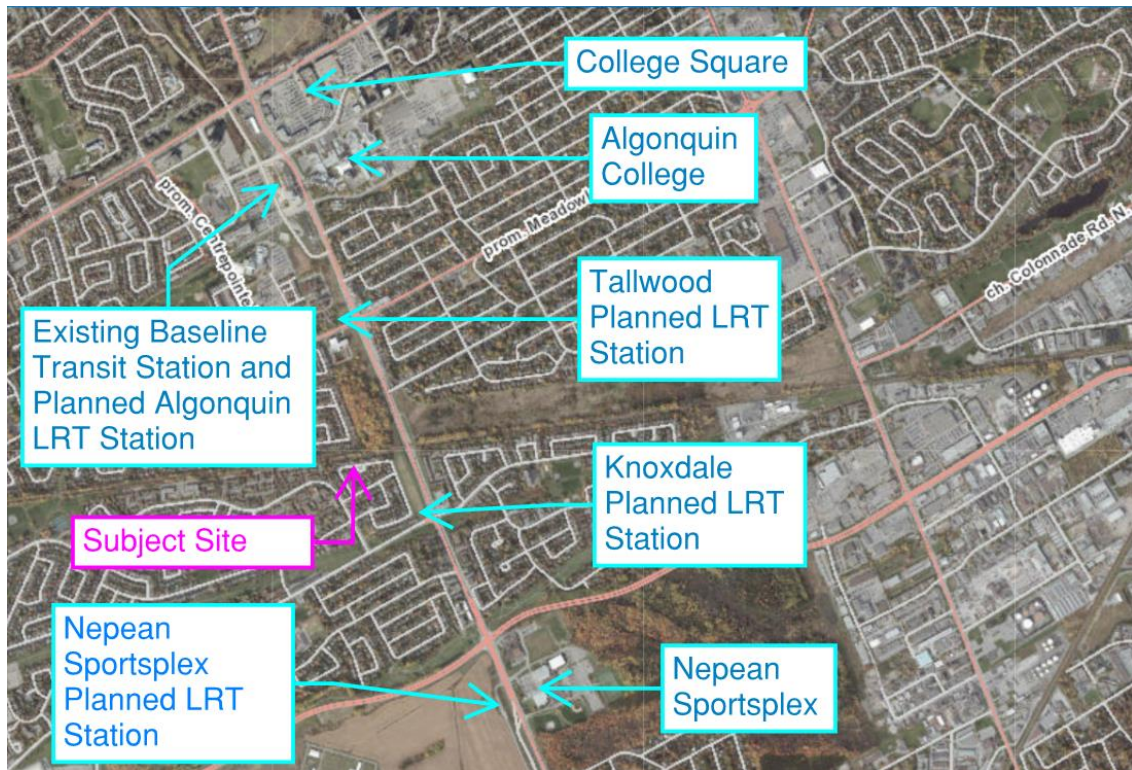 College Square
Algonquin
College
prom. Centrepointe
prom. Meadowl
ch. Colonnade Rd. N.
Tallwood
Planned LRT
Station
Existing Baseline
Transit Station and
Planned Algonquin
LRT Station
Knoxdale
Planned LRT
Station
Subject Site
Nepean
Sportsplex
Planned LRT
Station
Nepean
Sportsplex